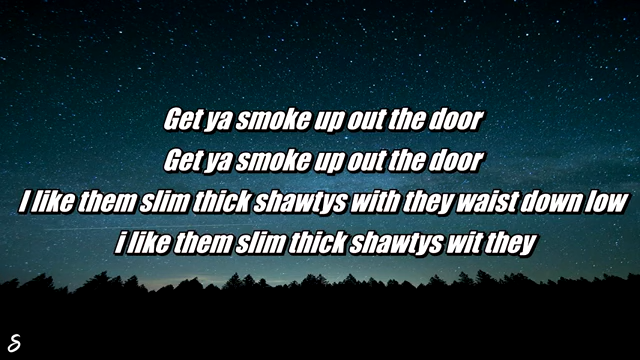 Get ya smoke up out the door
Get ya smoke up out the door
I like them slim thick shawtys with they waist down low
i like them slim thick shawtys wit they
S